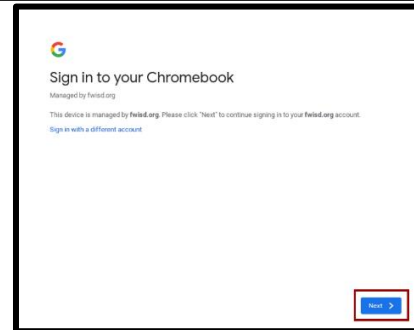 Sign in to your Chromebook
Managed by fwisd.org
This device is managed by fwisd.org. Please click "Next" to continue signing in to your fwisd.org account.
Sign in with a different account
Next